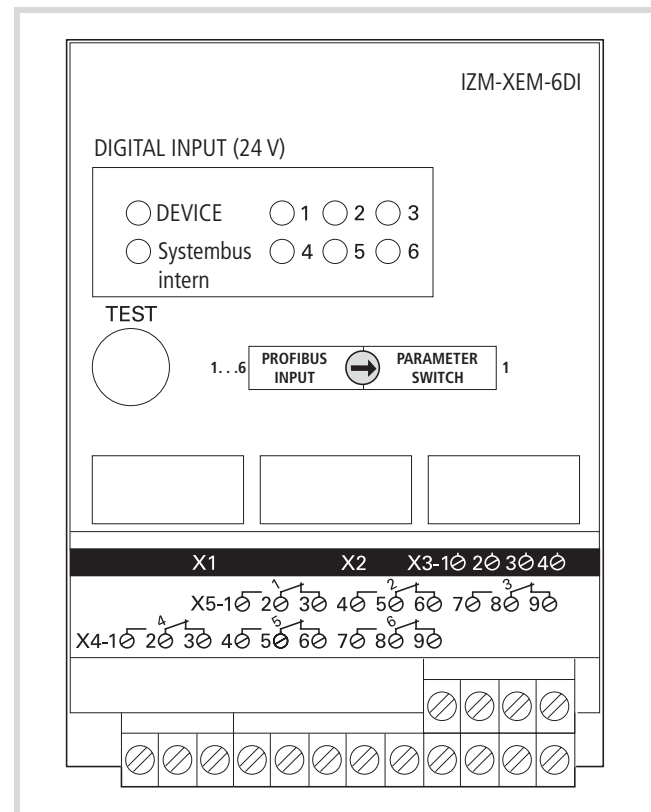 IZM-XEM-6DI
DIGITAL INPUT (24 V)
DEVICE 1 2 3
Systembus 4 5 6
intern
TEST
1...6 PROFIBUS INPUT PARAMETER SWITCH 1
X1 X2 X3-1 2 3 4
1 2 3
X5-1 2 3 4 5 6 7 8 9
4 5 6
X4-1 2 3 4 5 6 7 8 9